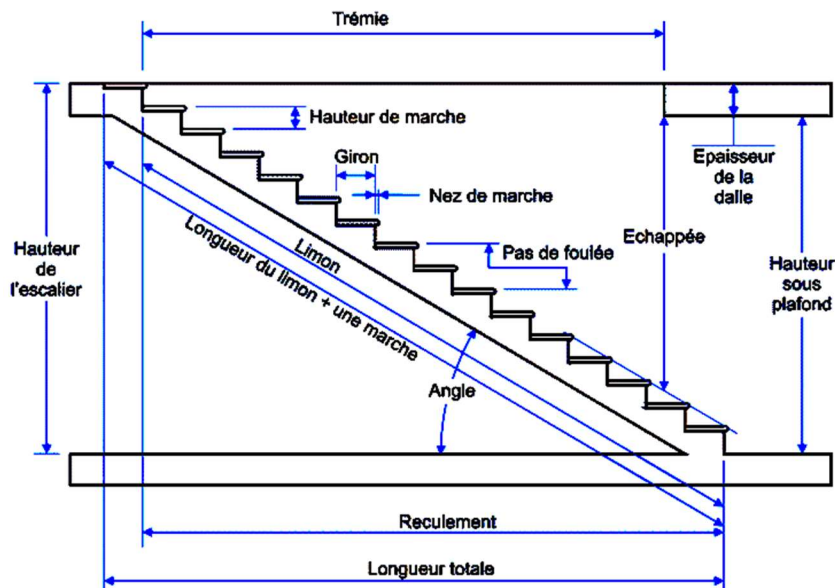 Trémie
Hauteur de marche
Giron
Nez de marche
Epaisseur
de la
dalle
Hauteur
de
l'escalier
Limon
Longueur du limon + une marche
Pas de foulée
Echappée
Hauteur
sous
plafond
Angle
Reculement
Longueur totale